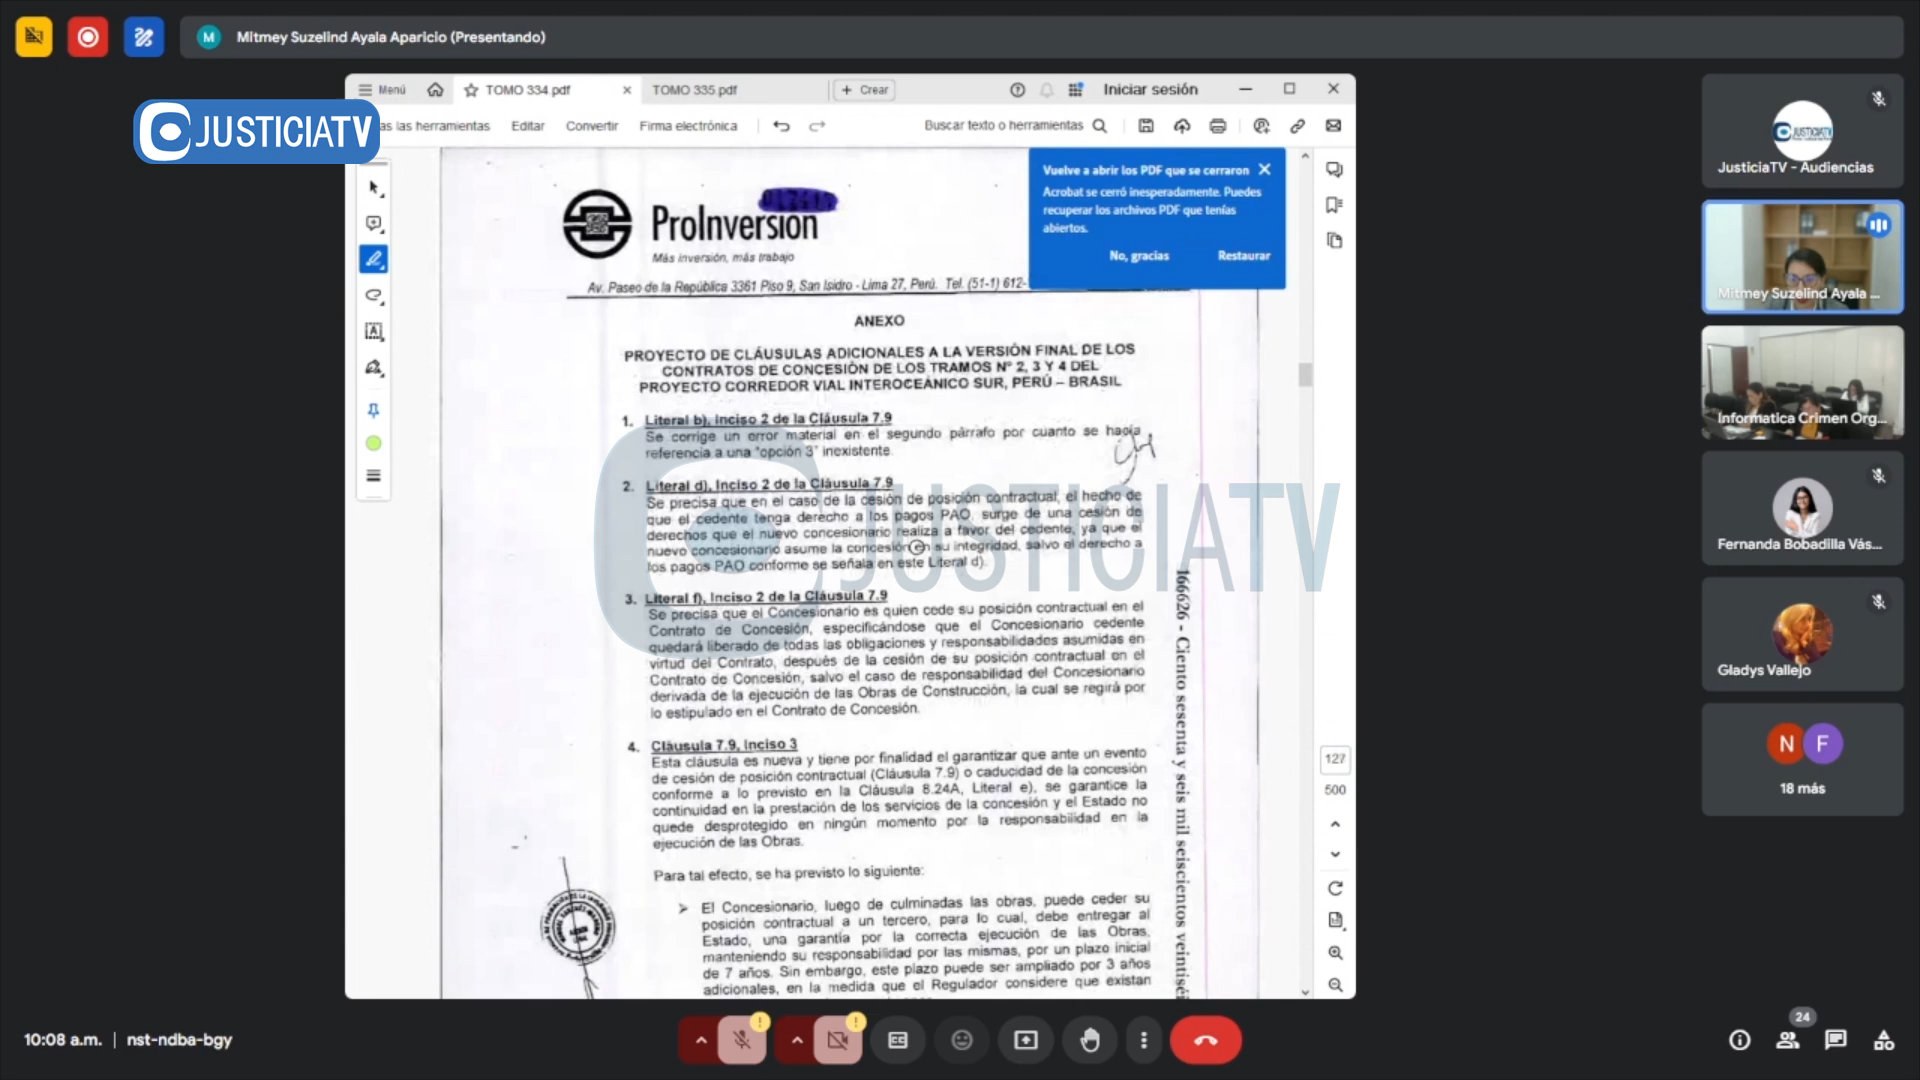 M Mitmey Suzelind Ayala Aparicio (Presentando)
Menú
TOMO 334 pdf
TOMO 335 pdf
Crear
Iniciar sesión
JUSTICIATV
as las herramientas
Editar
Convertir
Firma electrónica
Buscar texto o herramientas
Vuelve a abrir los PDF que se cerraron
Acrobat se cerró inesperadamente. Puedes
recuperar los archivos PDF que tenías
abiertos.
No, gracias
Restaurar
ProInversión
Más inversión, más trabajo
Av. Paseo de la República 3361 Piso 9, San Isidro - Lima 27, Perú. Tel. (51-1) 612-
ANEXO
PROYECTO DE CLÁUSULAS ADICIONALES A LA VERSIÓN FINAL DE LOS
CONTRATOS DE CONCESIÓN DE LOS TRAMOS Nº 2, 3 Y 4 DEL
PROYECTO CORREDOR VIAL INTEROCEÁNICO SUR, PERÚ – BRASIL
1. Literal b), Inciso 2 de la Cláusula 7.9
Se corrige un error material en el segundo párrafo por cuanto se hacía
referencia a una "opción 3" inexistente.
2. Literal d), Inciso 2 de la Cláusula 7.9
Se precisa que en el caso de la cesión de posición contractual, el hecho de
que el cedente tenga derecho a los pagos PAO, surge de una cesión de
derechos que el nuevo concesionario realiza a favor del cedente, ya que el
nuevo concesionario asume la concesión en su integridad, salvo el derecho a
los pagos PAO conforme se señala en este Literal d).
3. Literal f), Inciso 2 de la Cláusula 7.9
Se precisa que el Concesionario es quien cede su posición contractual en el
Contrato de Concesión, especificándose que el Concesionario cedente
quedará liberado de todas las obligaciones y responsabilidades asumidas en
virtud del Contrato, después de la cesión de su posición contractual en el
Contrato de Concesión, salvo el caso de responsabilidad del Concesionario
derivada de la ejecución de las Obras de Construcción, la cual se regirá por
lo estipulado en el Contrato de Concesión.
4. Cláusula 7.9, Inciso 3
Esta cláusula es nueva y tiene por finalidad el garantizar que ante un evento
de cesión de posición contractual (Cláusula 7.9) o caducidad de la concesión
conforme a lo previsto en la Cláusula 8.24A, Literal e), se garantice la
continuidad en la prestación de los servicios de la concesión y el Estado no
quede desprotegido en ningún momento por la responsabilidad en la
ejecución de las Obras.
Para tal efecto, se ha previsto lo siguiente:
➢ El Concesionario, luego de culminadas las obras, puede ceder su
posición contractual a un tercero, para lo cual, debe entregar al
Estado, una garantía por la correcta ejecución de las Obras,
manteniendo su responsabilidad por las mismas, por un plazo inicial
de 7 años. Sin embargo, este plazo puede ser ampliado por 3 años
adicionales, en la medida que el Regulador considere que existan
166626 - Ciento sesenta y seis mil seiscientos veintiséi
JUSTICIATV
127
500
JUSTICIATV
JusticiaTV - Audiencias
Mitmey Suzelind Ayala ...
Informatica Crimen Org...
Fernanda Bobadilla Vás...
Gladys Vallejo
N F
18 más
10:08 a.m. | nst-ndba-bgy
24